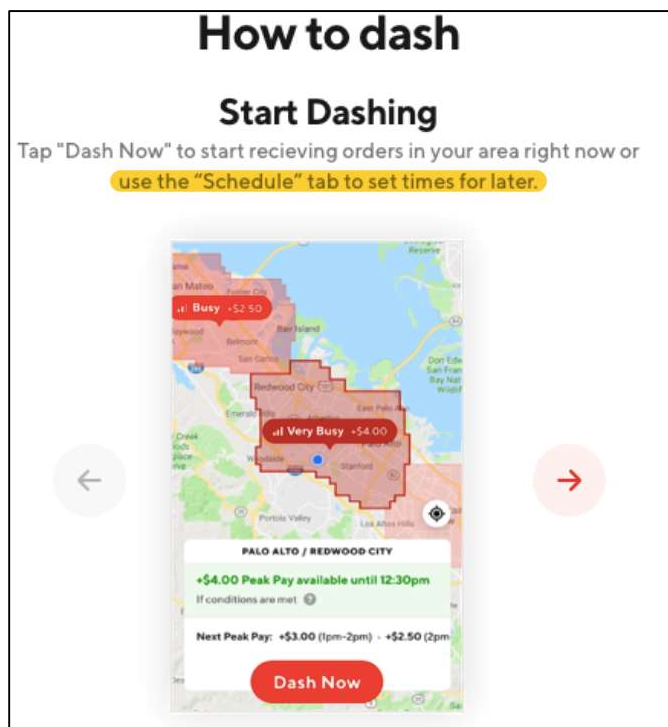 How to dash
Start Dashing
Tap "Dash Now" to start recieving orders in your area right now or
use the “Schedule” tab to set times for later.
Busy +$2.50
Bair Island
Belmont
San Carlos
Redwood City
East Palo Alto
Very Busy +$4.00
Woodside
Stanford
Portola Valley
Los Altos Hills
PALO ALTO / REDWOOD CITY
+$4.00 Peak Pay available until 12:30pm
If conditions are met ?
Next Peak Pay: +$3.00 (1pm-2pm) - +$2.50 (2pm
Dash Now